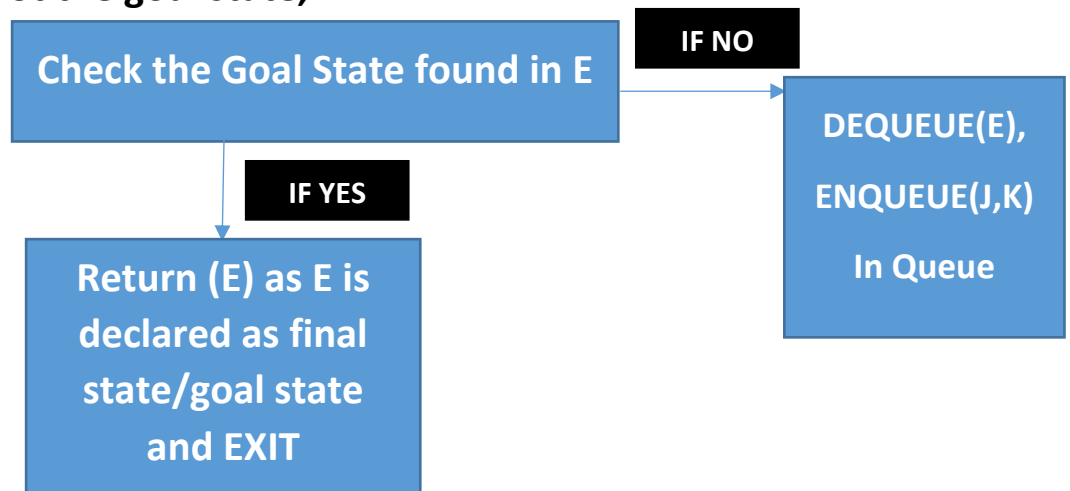 Check the Goal State found in E
IF NO
DEQUEUE(E),
ENQUEUE(J,K)
In Queue
IF YES
Return (E) as E is
declared as final
state/goal state
and EXIT